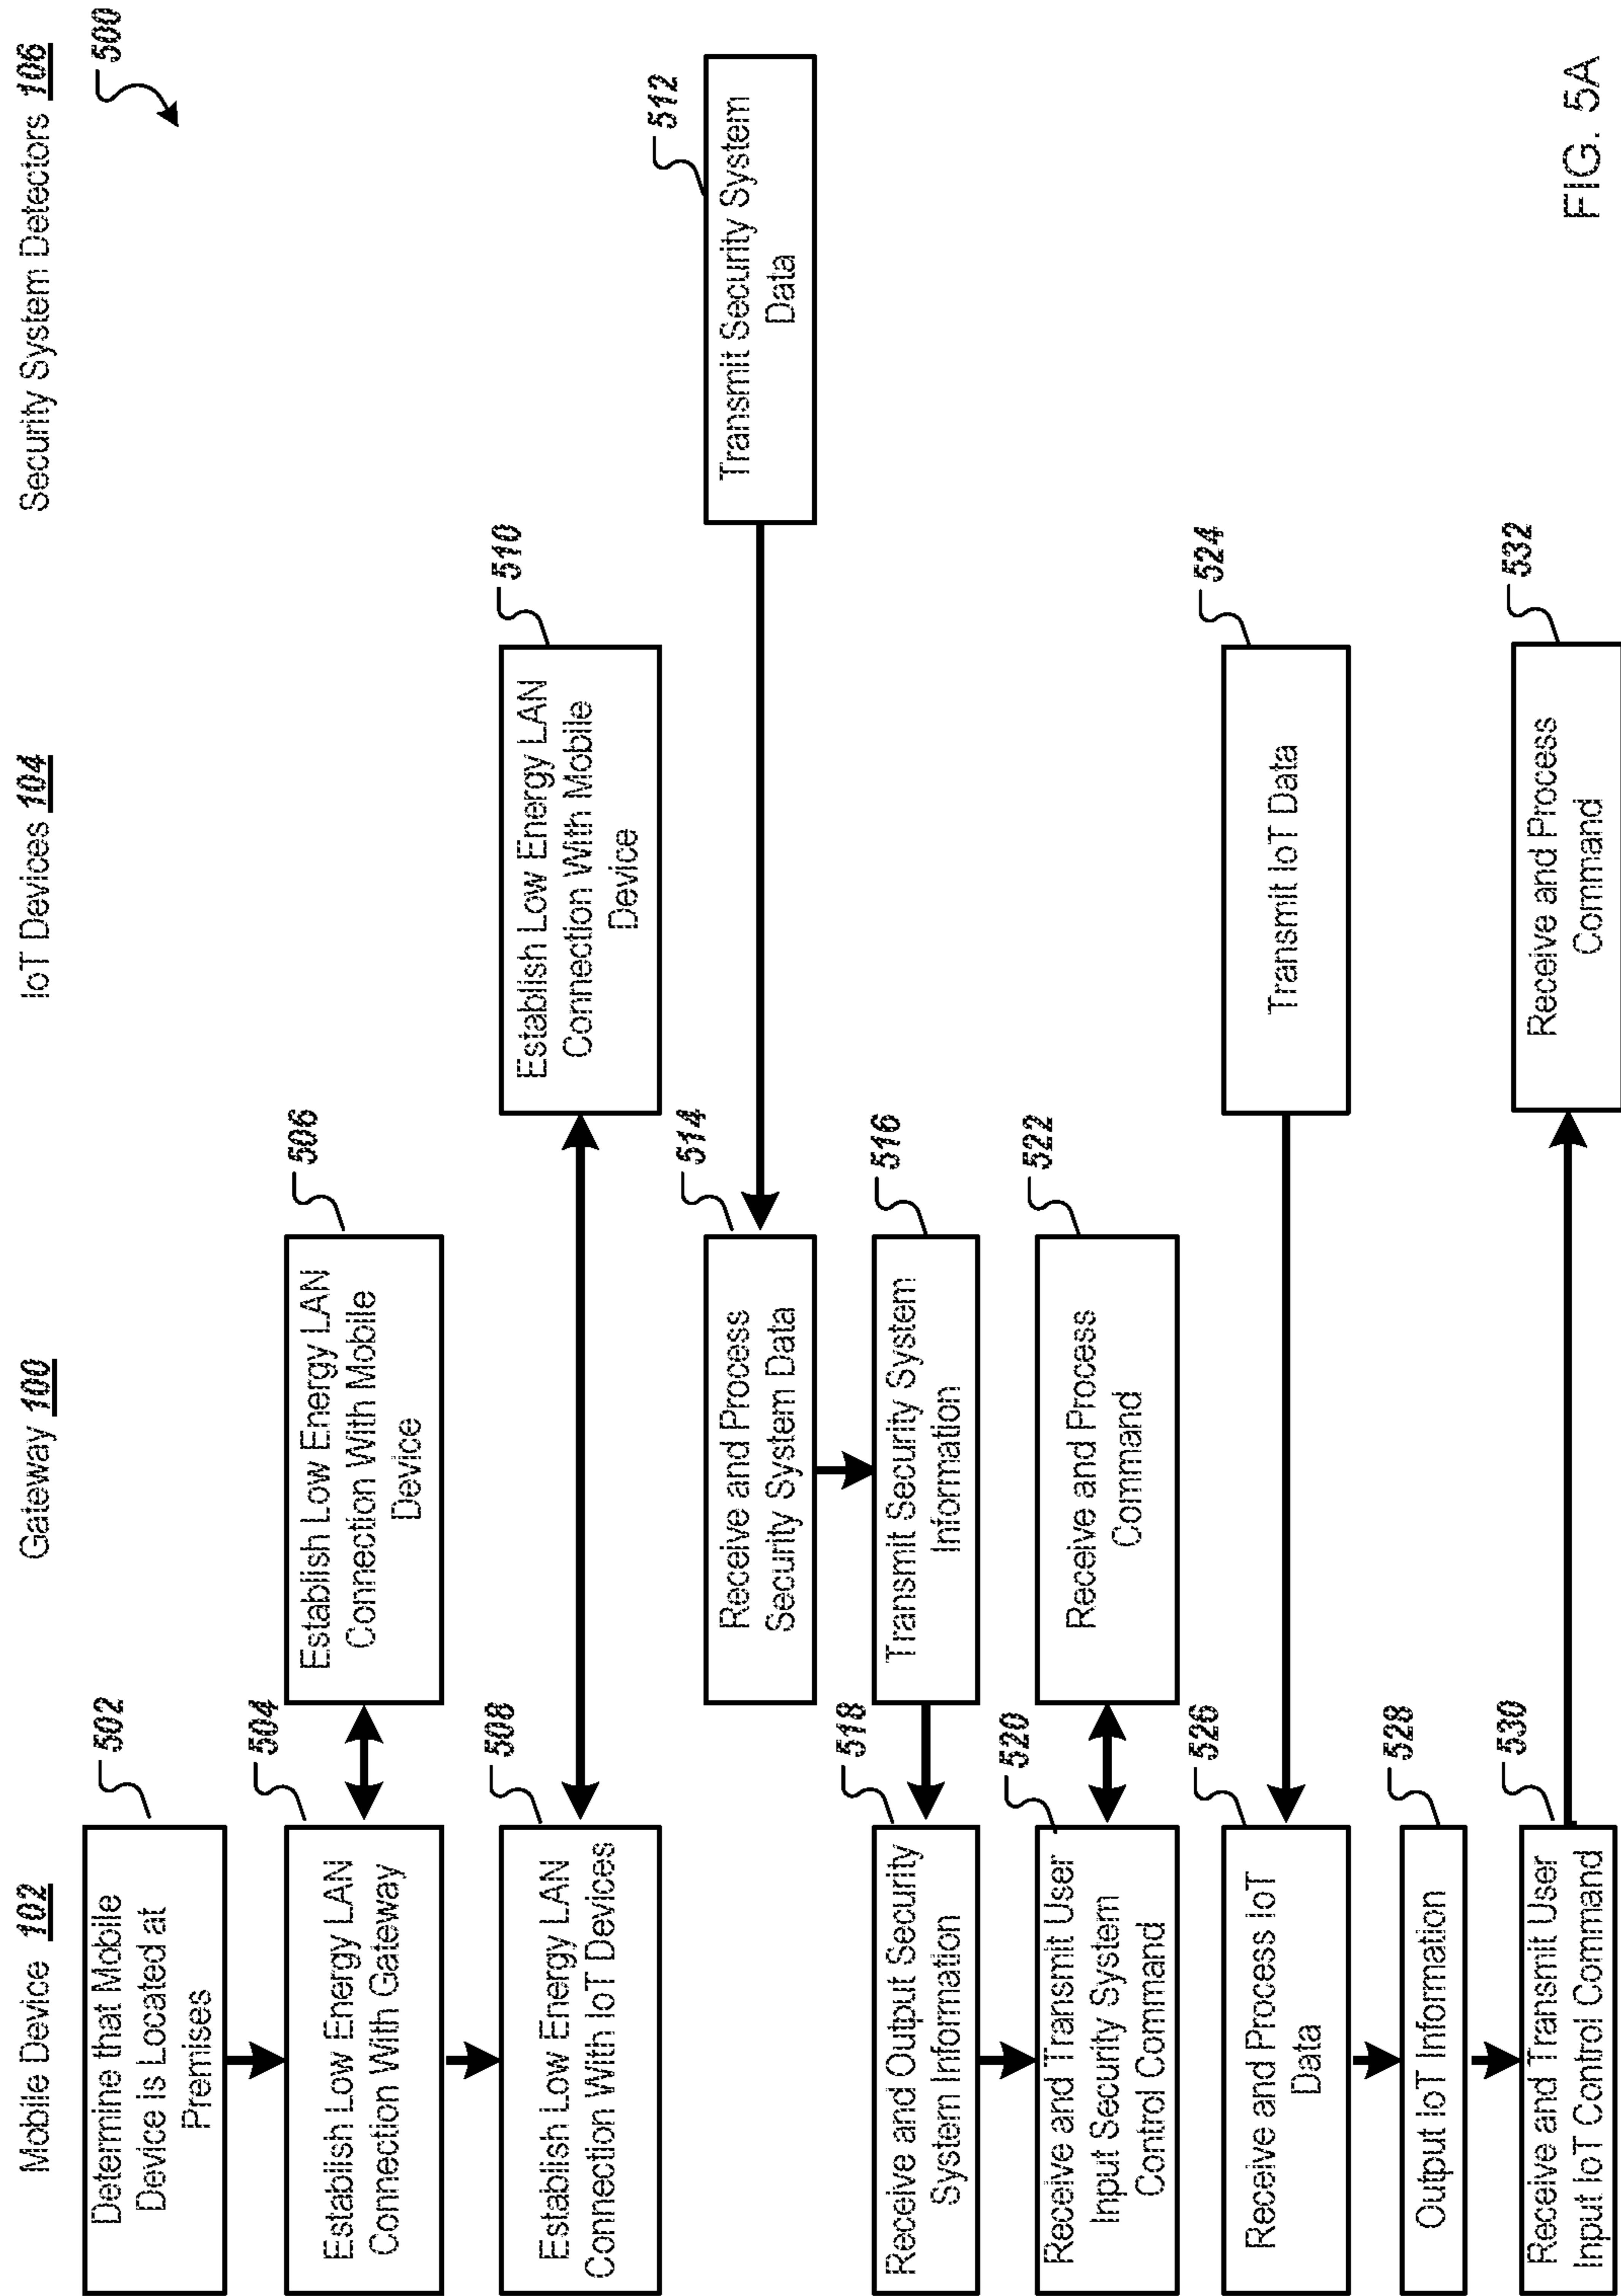 Mobile Device 102
Gateway 100
IoT Devices 104
Security System Detectors 106
500
502
Determine that Mobile
Device is Located at
Premises
504
Establish Low Energy LAN
Connection With Gateway
506
Establish Low Energy LAN
Connection With Mobile
Device
508
Establish Low Energy LAN
Connection With IoT Devices
510
Establish Low Energy LAN
Connection With Mobile
Device
512
Transmit Security System
Data
514
Receive and Process
Security System Data
516
Transmit Security System
Information
518
Receive and Output Security
System Information
520
Receive and Transmit User
Input Security System
Control Command
522
Receive and Process
Command
524
Transmit IoT Data
526
Receive and Process IoT
Data
528
Output IoT Information
530
Receive and Transmit User
Input IoT Control Command
532
Receive and Process
Command
FIG. 5A